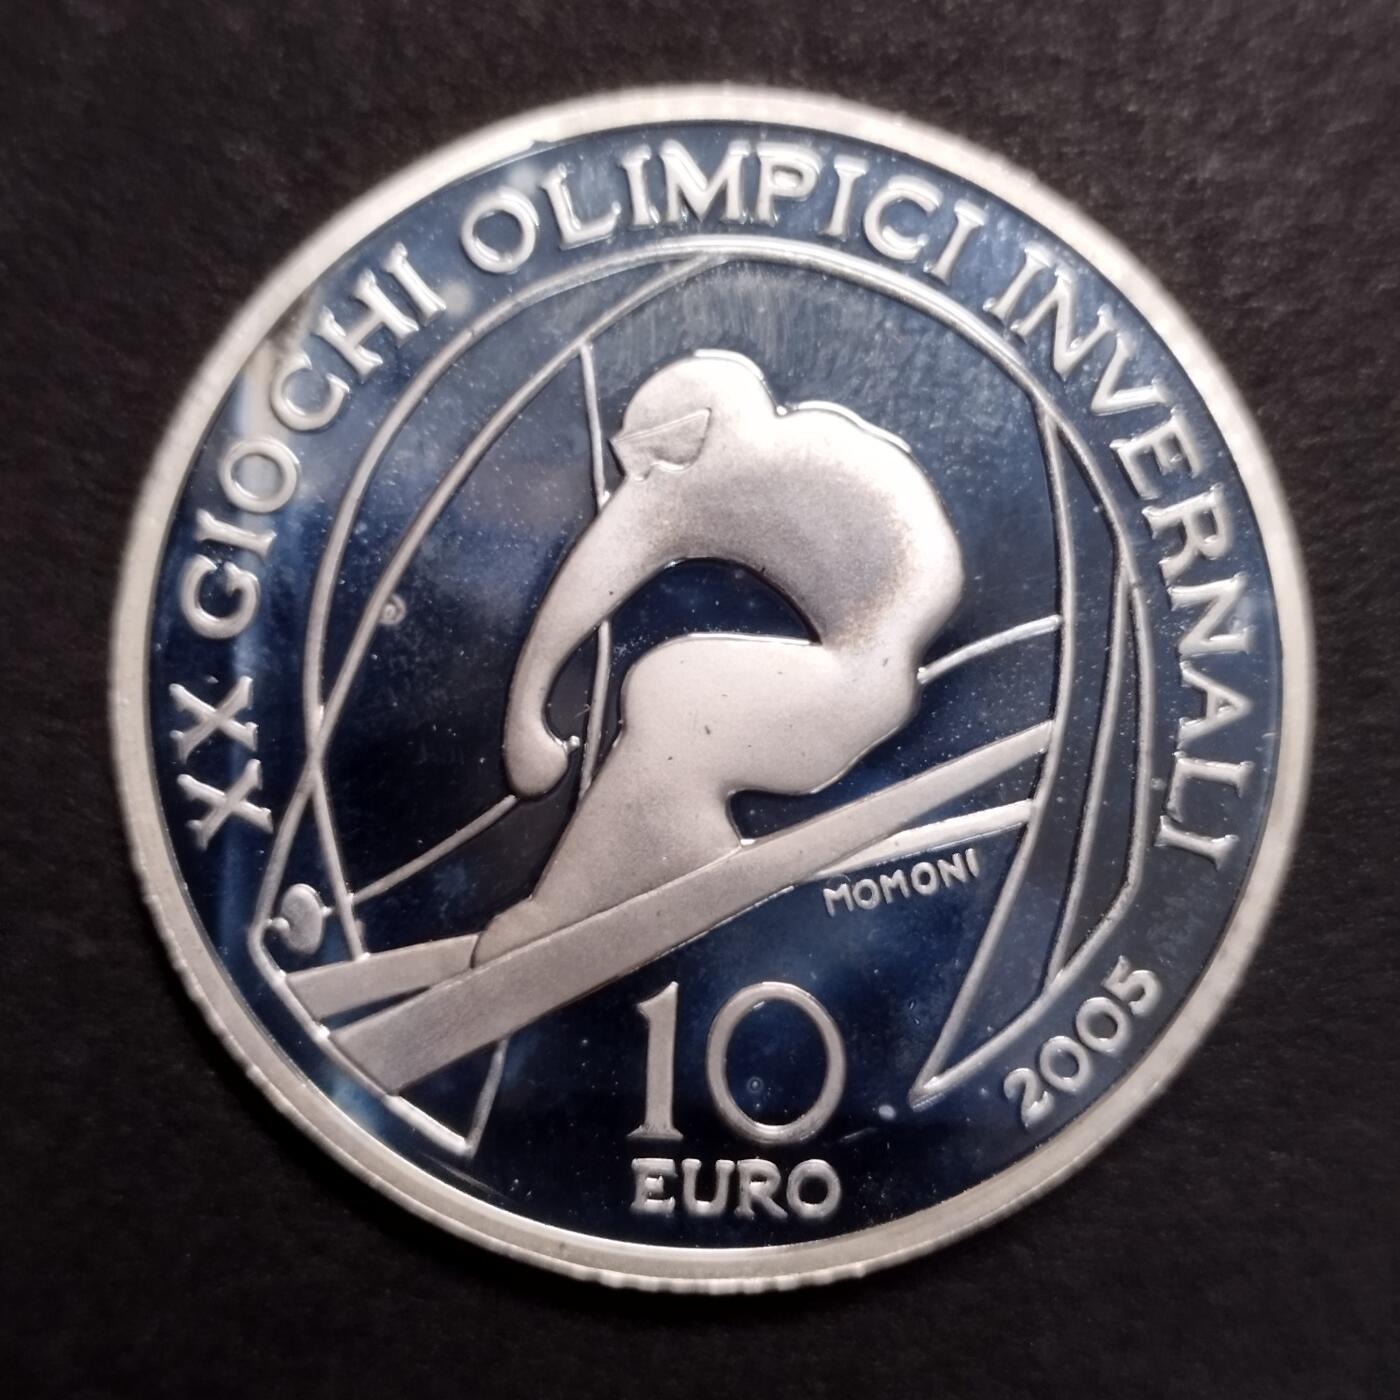 XX GIOCHI OLIMPICI INVERNALI 2005
MOMONI
10
EURO